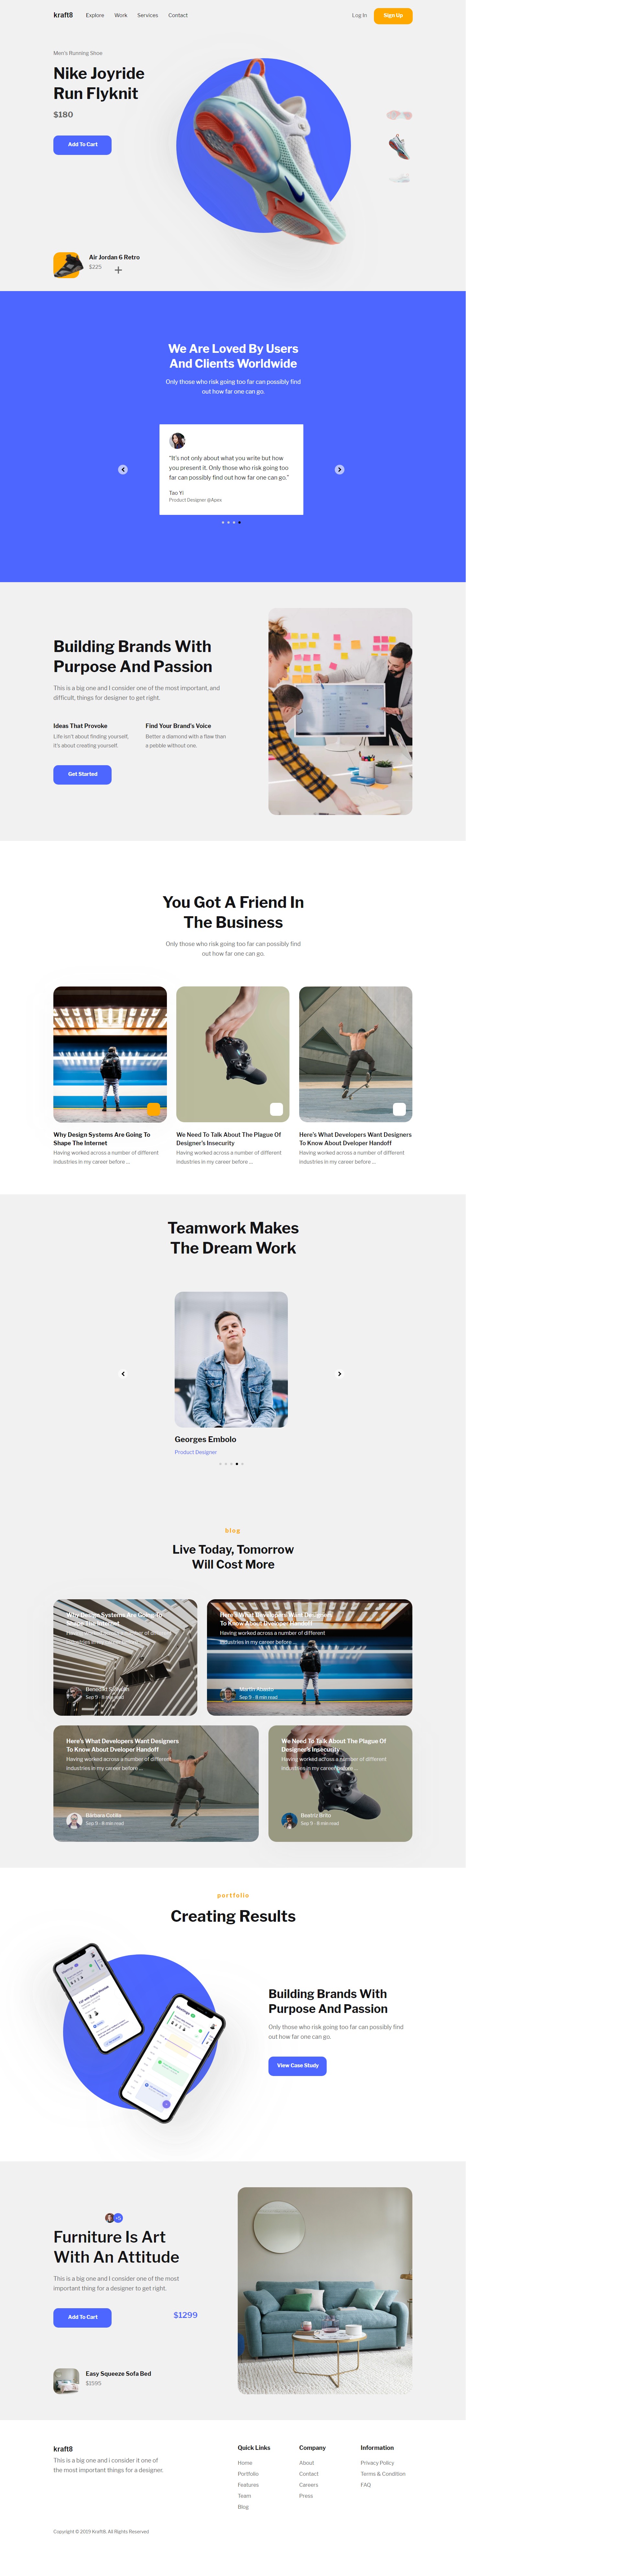 kraft8
Explore
Work
Services
Contact
Log In
Sign Up
Men's Running Shoe
Nike Joyride
Run Flyknit
$180
Add To Cart
Air Jordan 6 Retro
$225
We Are Loved By Users
And Clients Worldwide
Only those who risk going too far can possibly find
out how far one can go.
"It's not only about what you write but how
you present it. Only those who risk going too
far can possibly find out how far one can go."
Tao Yi
Product Designer @Apex
Building Brands With
Purpose And Passion
This is a big one and I consider one of the most important, and
difficult, things for designer to get right.
Ideas That Provoke
Life isn't about finding yourself,
it's about creating yourself.
Find Your Brand's Voice
Better a diamond with a flaw than
a pebble without one.
Get Started
You Got A Friend In
The Business
Only those who risk going too far can possibly find
out how far one can go.
Why Design Systems Are Going To
Shape The Internet
Having worked across a number of different
industries in my career before ...
We Need To Talk About The Plague Of
Designer's Insecurity
Having worked across a number of different
industries in my career before ...
Here's What Developers Want Designers
To Know About Developer Handoff
Having worked across a number of different
industries in my career before ...
Teamwork Makes
The Dream Work
Georges Embolo
Product Designer
blog
Live Today, Tomorrow
Will Cost More
Why Design Systems Are Going To
Shape The Internet
Having worked across a number of different
industries in my career before ...
Sep 9 · 8 min read
Here's What Developers Want Designers
To Know About Dveloper Handoff
Having worked across a number of different
industries in my career before ...
Sep 9 · 8 min read
Here's What Developers Want Designers
To Know About Dveloper Handoff
Having worked across a number of different
industries in my career before ...
Bárbara Cotilla
Sep 9 · 8 min read
We Need To Talk About The Plague Of
Designer's Insecurity
Having worked across a number of different
industries in my career before ...
Beatriz Brito
Sep 9 · 8 min read
portfolio
Creating Results
Building Brands With
Purpose And Passion
Only those who risk going too far can possibly find
out how far one can go.
View Case Study
+5
Furniture Is Art
With An Attitude
This is a big one and I consider one of the most
important thing for a designer to get right.
Add To Cart
$1299
Easy Squeeze Sofa Bed
$1595
kraft8
This is a big one and i consider it one of
the most important things for a designer.
Quick Links
Home
Portfolio
Features
Team
Blog
Company
About
Contact
Careers
Press
Information
Privacy Policy
Terms & Condition
FAQ
Copyright © 2019 Kraft8. All Rights Reserved